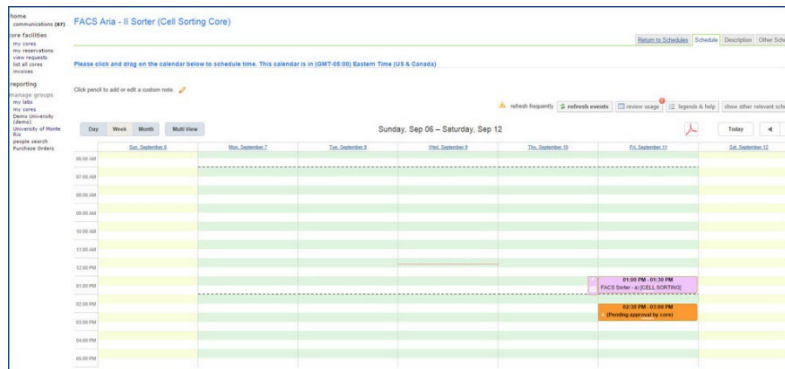 home
communications (87)
core facilities
my cores
my reservations
view requests
list all cores
invoices
reporting
manage groups
my labs
my cores
Demo University
(demo)
University of Monte
Rio
people search
Purchase Orders
FACS Aria - II Sorter (Cell Sorting Core)
Return to Schedules Schedule Description Other Sche
Please click and drag on the calendar below to schedule time. This calendar is in (GMT-05:00) Eastern Time (US & Canada)
Click pencil to add or edit a custom note
refresh frequently refresh events review usage legends & help show other relevant sche
Day Week Month Multi View Sunday, Sep 06 – Saturday, Sep 12 Today
Sun, September 6 Mon, September 7 Tue, September 8 Wed, September 9 Thu, September 10 Fri, September 11 Sat, September 12
06:00 AM
07:00 AM
08:00 AM
09:00 AM
10:00 AM
11:00 AM
12:00 PM
01:00 PM
02:00 PM
03:00 PM
04:00 PM
05:00 PM
01:00 PM - 01:30 PM
FACS Sorter - a) [CELL SORTING]
02:30 PM - 03:00 PM
(Pending approval by core)